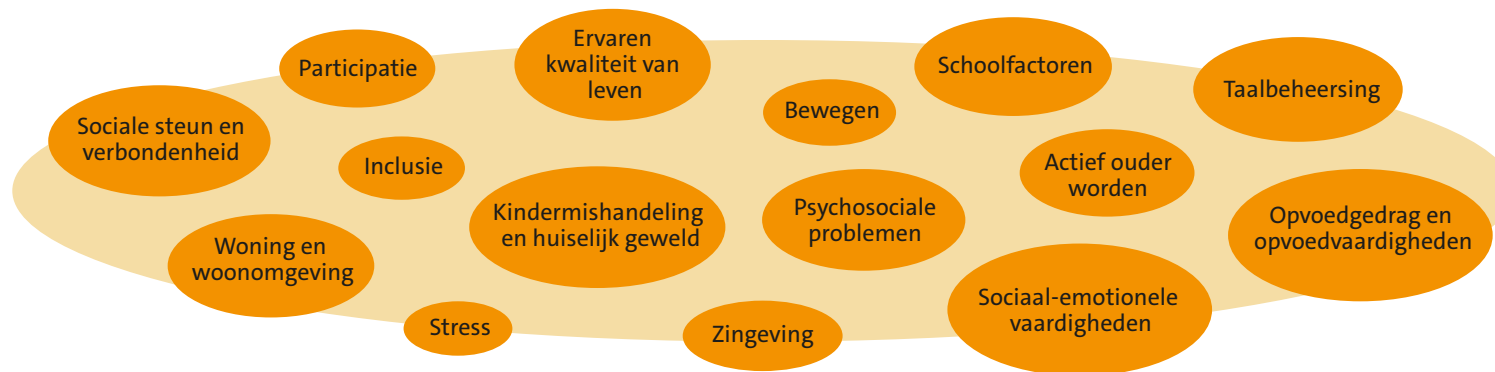 Participatie
Ervaren
kwaliteit van
leven
Schoolfactoren
Taalbeheersing
Bewegen
Sociale steun en
verbondenheid
Inclusie
Actief ouder
worden
Kindermishandeling
en huiselijk geweld
Psychosociale
problemen
Opvoedgedrag en
opvoedvaardigheden
Woning en
woonomgeving
Sociaal-emotionele
vaardigheden
Stress
Zingeving